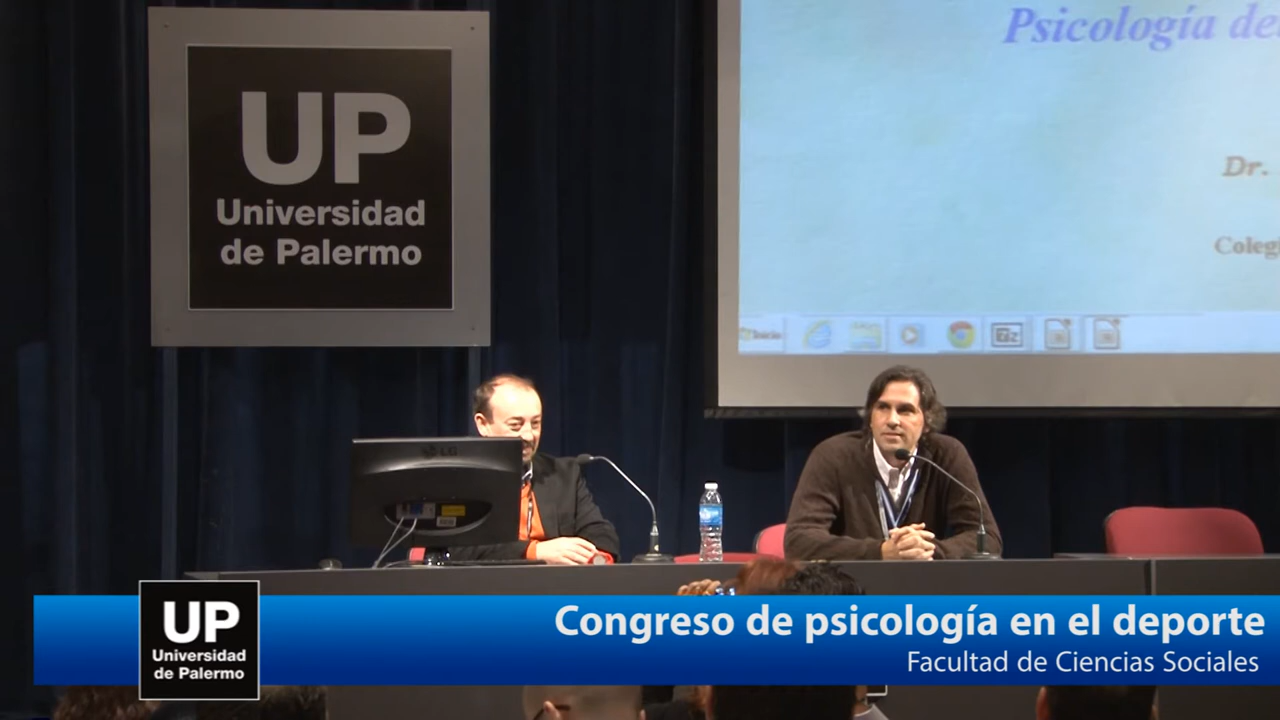 UP
Universidad
de Palermo
Psicología de
Dr.
Coleg
Inicio
LG
UP
Universidad
de Palermo
Congreso de psicología en el deporte
Facultad de Ciencias Sociales